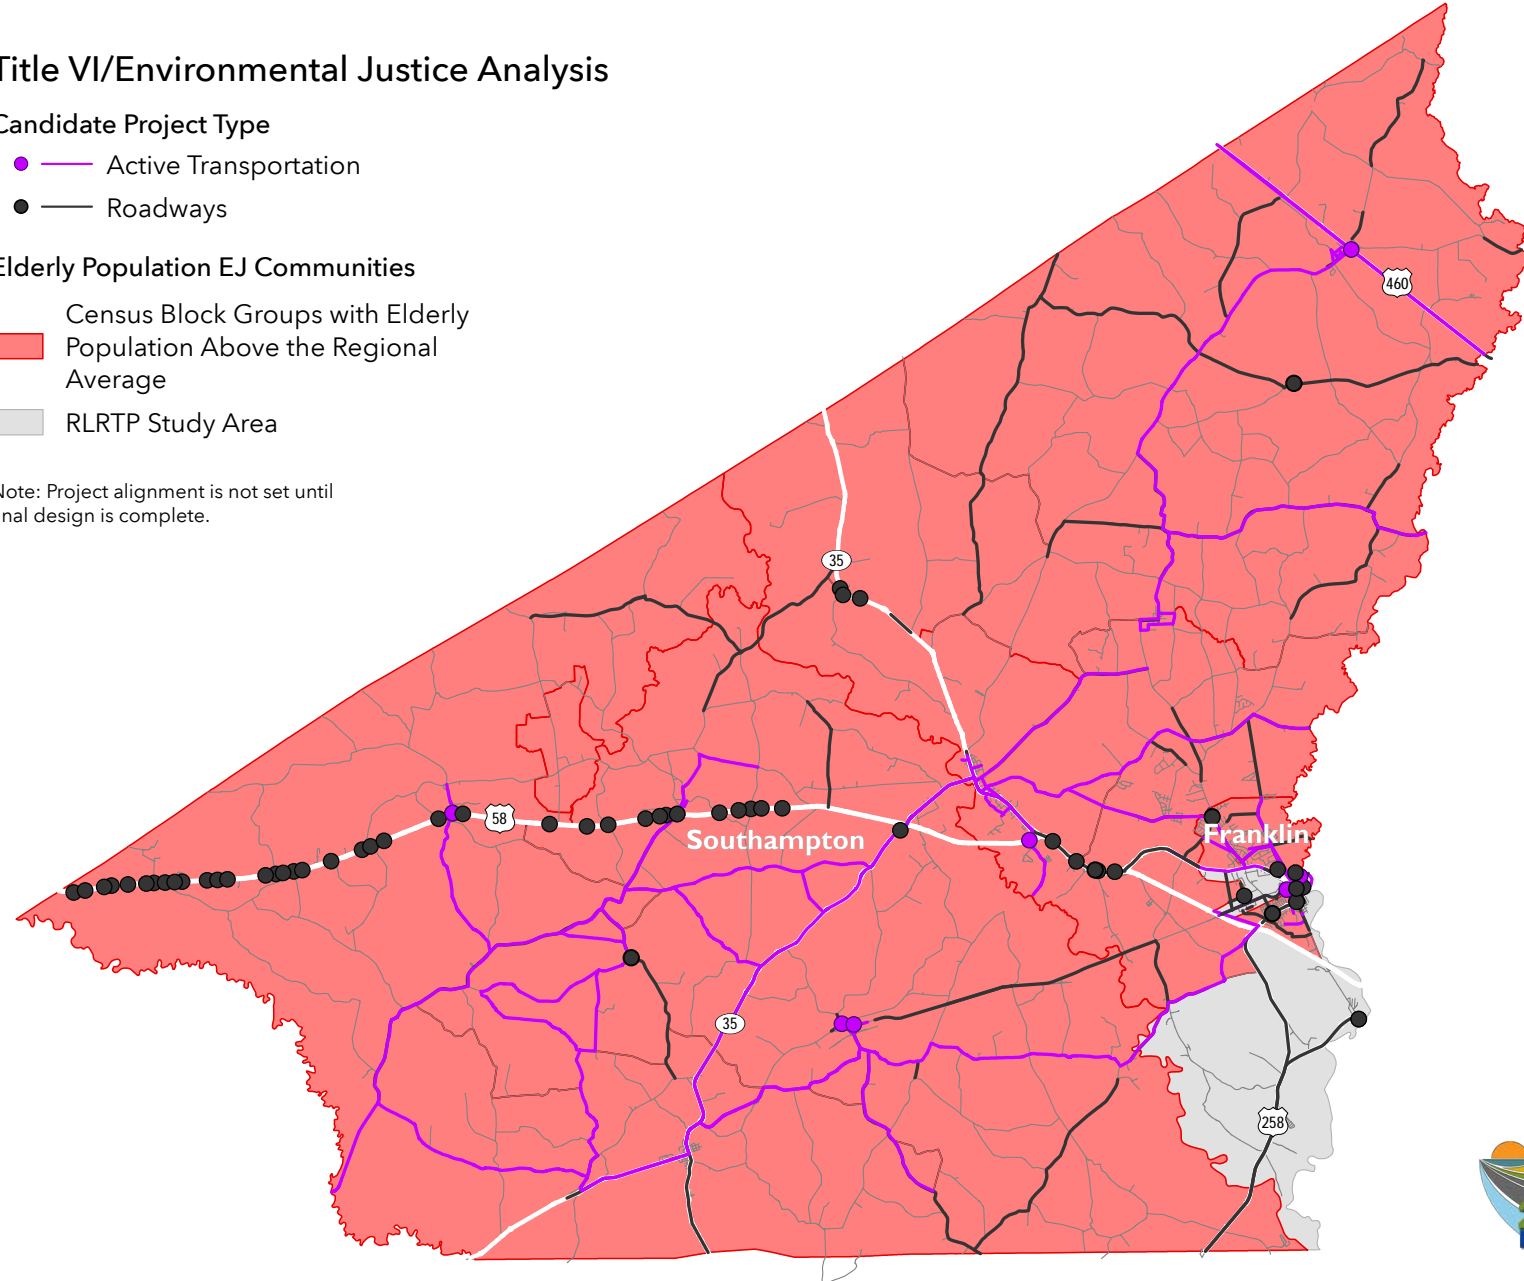 Title VI/Environmental Justice Analysis
Candidate Project Type
Active Transportation
Roadways
Elderly Population EJ Communities
Census Block Groups with Elderly
Population Above the Regional
Average
RLRTP Study Area
Note: Project alignment is not set until
nal design is complete.
460
35
58
Southampton
Franklin
35
258